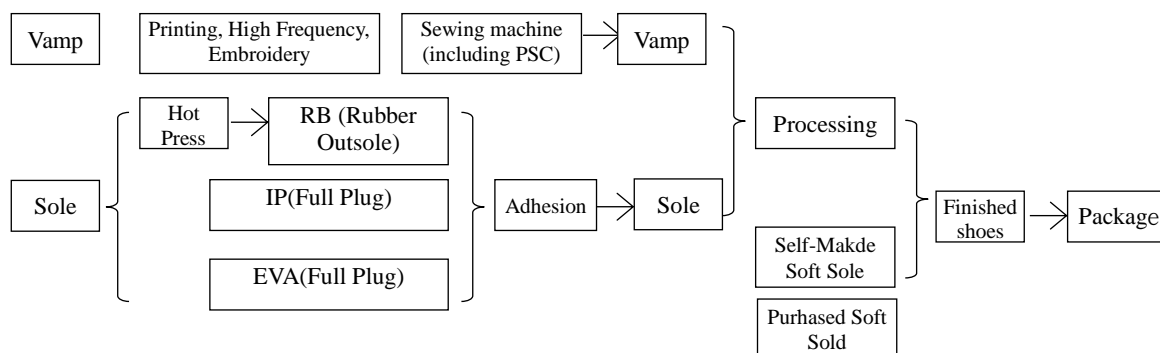 Vamp
Printing, High Frequency,
Embroidery
Sewing machine
(including PSC)
Vamp
Hot
Press
RB (Rubber
Outsole)
Processing
Sole
IP(Full Plug)
Adhesion
Sole
Finished
shoes
Package
EVA(Full Plug)
Self-Makde
Soft Sole
Purhased Soft
Sold